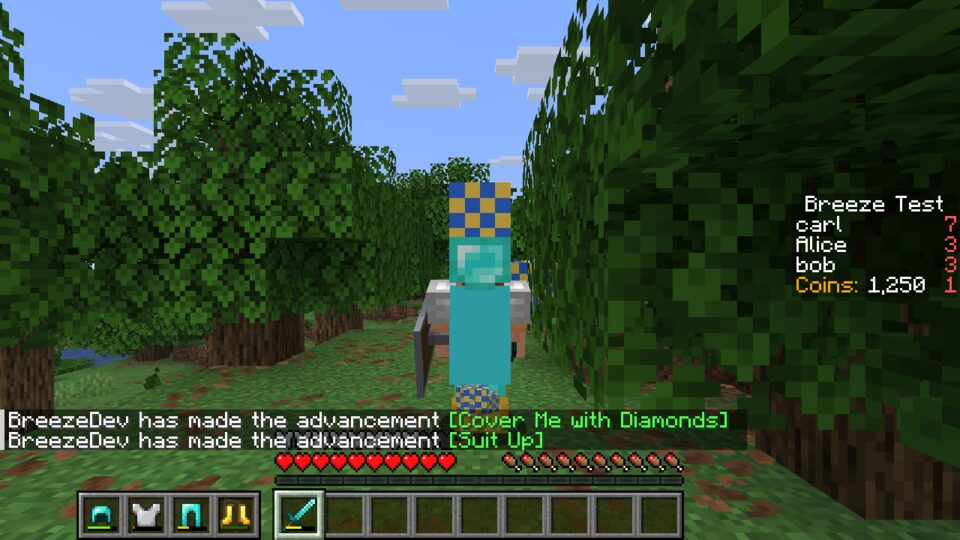 Breeze Test
carl 7
Alice 3
bob 3
Coins: 1,250 1
BreezeDev has made the advancement [Cover Me with Diamonds]
BreezeDev has made the advancement [Suit Up]